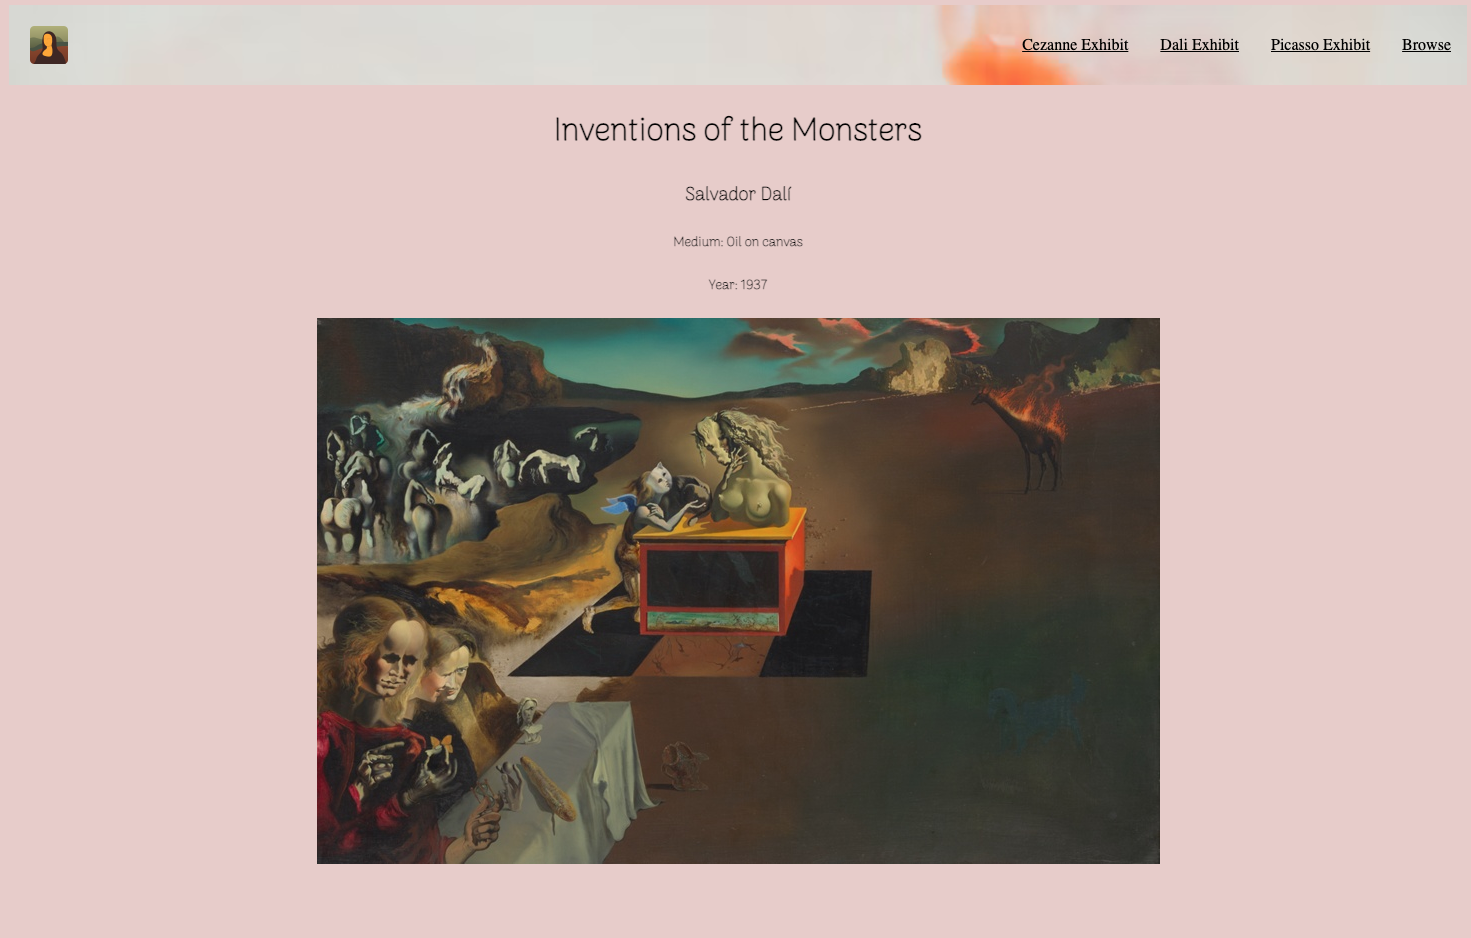 Cezanne Exhibit Dali Exhibit Picasso Exhibit Browse
Inventions of the Monsters
Salvador Dalí
Medium: Oil on canvas
Year: 1937